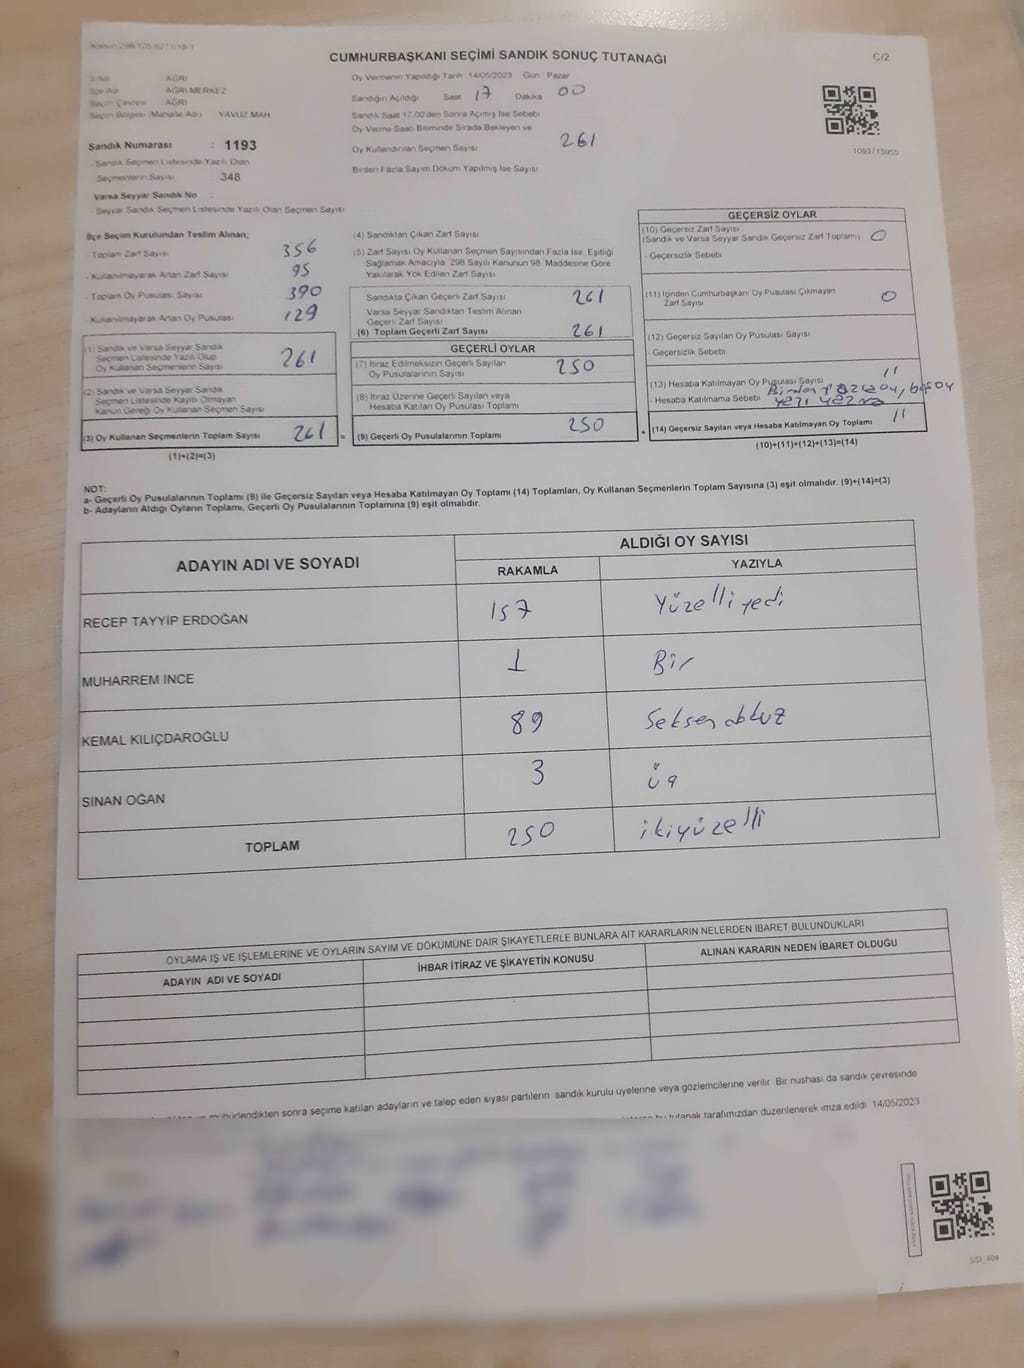 CUMHURBAŞKANI SEÇİMİ SANDIK SONUÇ TUTANAĞI
C/2
İl Adı AĞRI
İlçe Adı AĞRI MERKEZ
Seçim Çevresi AĞRI
Seçim Bölgesi (Mahalle Adı) YAVUZ MAH
Sandık Numarası : 1193
- Sandık Seçmen Listesinde Yazılı Olan
Seçmenlerin Sayısı 348
Varsa Seyyar Sandık No :
- Seyyar Sandık Seçmen Listesinde Yazılı Olan Seçmen Sayısı
Oy Vermenin Yapıldığı Tarih 14/05/2023 Gün Pazar
Sandığın Açıldığı Saat 17 Dakika 00
Sandık Saat 17:00'den Sonra Açımış İse Sebebi
Oy Verme Saati Bitiminde Sırada Bekleyen ve
Oy Kullandırılan Seçmen Sayısı 261
Birden Fazla Sayım Döküm Yapılmış İse Sayısı
1093715955
İlçe Seçim Kurulundan Teslim Alınan;
- Toplam Zarf Sayısı 356
- Kullanılmayarak Artan Zarf Sayısı 95
- Toplam Oy Pusulası Sayısı 390
- Kullanılmayarak Artan Oy Pusulası 129
(1) Sandık ve Varsa Seyyar Sandık
Seçmen Listesinde Yazılı Olup
Oy Kullanan Seçmenlerin Sayısı 261
(2) Sandık ve Varsa Seyyar Sandık
Seçmen Listesinde Kayıtlı Olmayan
Kanun Gereği Oy Kullanan Seçmen Sayısı
(3) Oy Kullanan Seçmenlerin Toplam Sayısı 261 =
(1)+(2)=(3)
(4) Sandıktan Çıkan Zarf Sayısı
(5) Zarf Sayısı Oy Kullanan Seçmen Sayısından Fazla İse, Eşitliği
Sağlamak Amacıyla, 298 Sayılı Kanunun 98. Maddesine Göre
Yakılarak Yok Edilen Zarf Sayısı
Sandıkta Çıkan Geçerli Zarf Sayısı 261
Varsa Seyyar Sandıktan Teslim Alınan
Geçerli Zarf Sayısı
(6) Toplam Geçerli Zarf Sayısı 261
GEÇERLİ OYLAR
(7) İtiraz Edilmeksizin Geçerli Sayılan
Oy Pusulalarının Sayısı 250
(8) İtiraz Üzerine Geçerli Sayılan veya
Hesaba Katılan Oy Pusulası Toplamı
(9) Geçerli Oy Pusulalarının Toplamı 250 +
GEÇERSİZ OYLAR
(10) Geçersiz Zarf Sayısı
(Sandık ve Varsa Seyyar Sandık Geçersiz Zarf Toplamı) 0
- Geçersizlik Sebebi
(11) İçinden Cumhurbaşkanı Oy Pusulası Çıkmayan
Zarf Sayısı 0
(12) Geçersiz Sayılan Oy Pusulası Sayısı
- Geçersizlik Sebebi
(13) Hesaba Katılmayan Oy Pusulası Sayısı 11
- Hesaba Katılmama Sebebi
(14) Geçersiz Sayılan veya Hesaba Katılmayan Oy Toplamı 11
(10)+(11)+(12)+(13)=(14)
NOT:
a- Geçerli Oy Pusulalarının Toplamı (9) ile Geçersiz Sayılan veya Hesaba Katılmayan Oy Toplamı (14) Toplamları, Oy Kullanan Seçmenlerin Toplam Sayısına (3) eşit olmalıdır. (9)+(14)=(3)
b- Adayların Aldığı Oyların Toplamı, Geçerli Oy Pusulalarının Toplamına (9) eşit olmalıdır.
ADAYIN ADI VE SOYADI
ALDIĞI OY SAYISI
RAKAMLA YAZIYLA
RECEP TAYYİP ERDOĞAN 157 Yüzelliyedi
MUHARREM İNCE 1 Bir
KEMAL KILIÇDAROĞLU 89 Seksendokuz
SİNAN OĞAN 3 üç
TOPLAM 250 ikiyüzelli
OYLAMA İŞ VE İŞLEMLERİNE VE OYLARIN SAYIM VE DÖKÜMÜNE DAİR ŞİKAYETLERLE BUNLARA AİT KARARLARIN NELERDEN İBARET BULUNDUKLARI
ADAYIN ADI VE SOYADI İHBAR İTİRAZ VE ŞİKAYETİN KONUSU ALINAN KARARIN NEDEN İBARET OLDUĞU
mühürlendikten sonra seçime katılan adayların ve talep eden siyasi partilerin sandık kurulu üyelerine veya gözlemcilerine verilir. Bir nüshası da sandık çevresinde
bu tutanak tarafımızdan düzenlenerek imza edildi. 14/05/2023
SSI_404